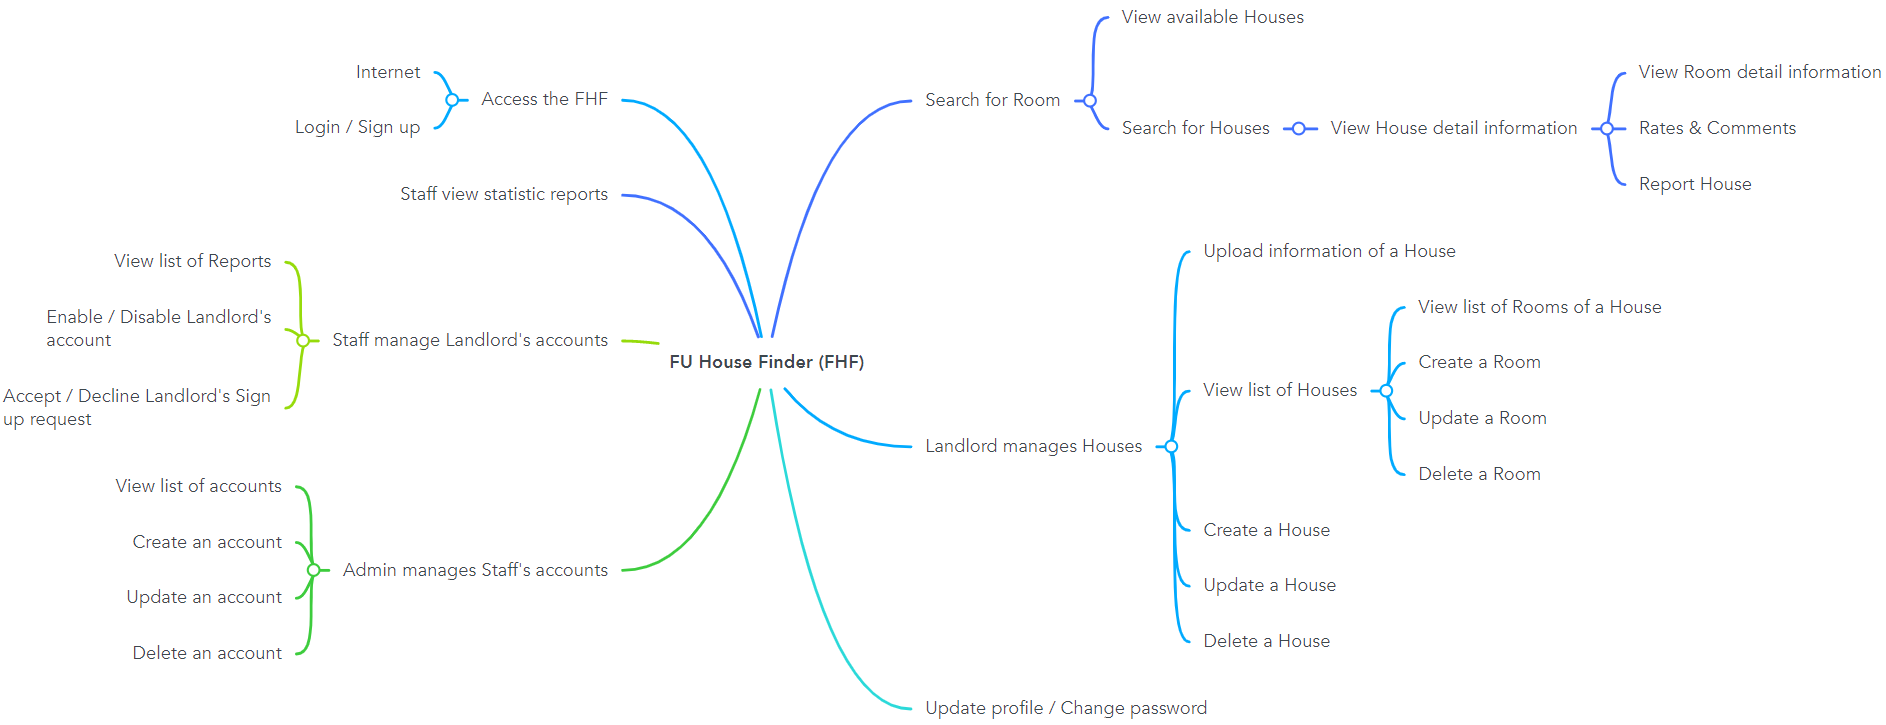 FU House Finder (FHF)
Access the FHF
Internet
Login / Sign up
Staff view statistic reports
Staff manage Landlord's accounts
View list of Reports
Enable / Disable Landlord's
account
Accept / Decline Landlord's Sign
up request
Admin manages Staff's accounts
View list of accounts
Create an account
Update an account
Delete an account
Search for Room
View available Houses
Search for Houses
View House detail information
View Room detail information
Rates & Comments
Report House
Landlord manages Houses
Upload information of a House
View list of Houses
View list of Rooms of a House
Create a Room
Update a Room
Delete a Room
Create a House
Update a House
Delete a House
Update profile / Change password